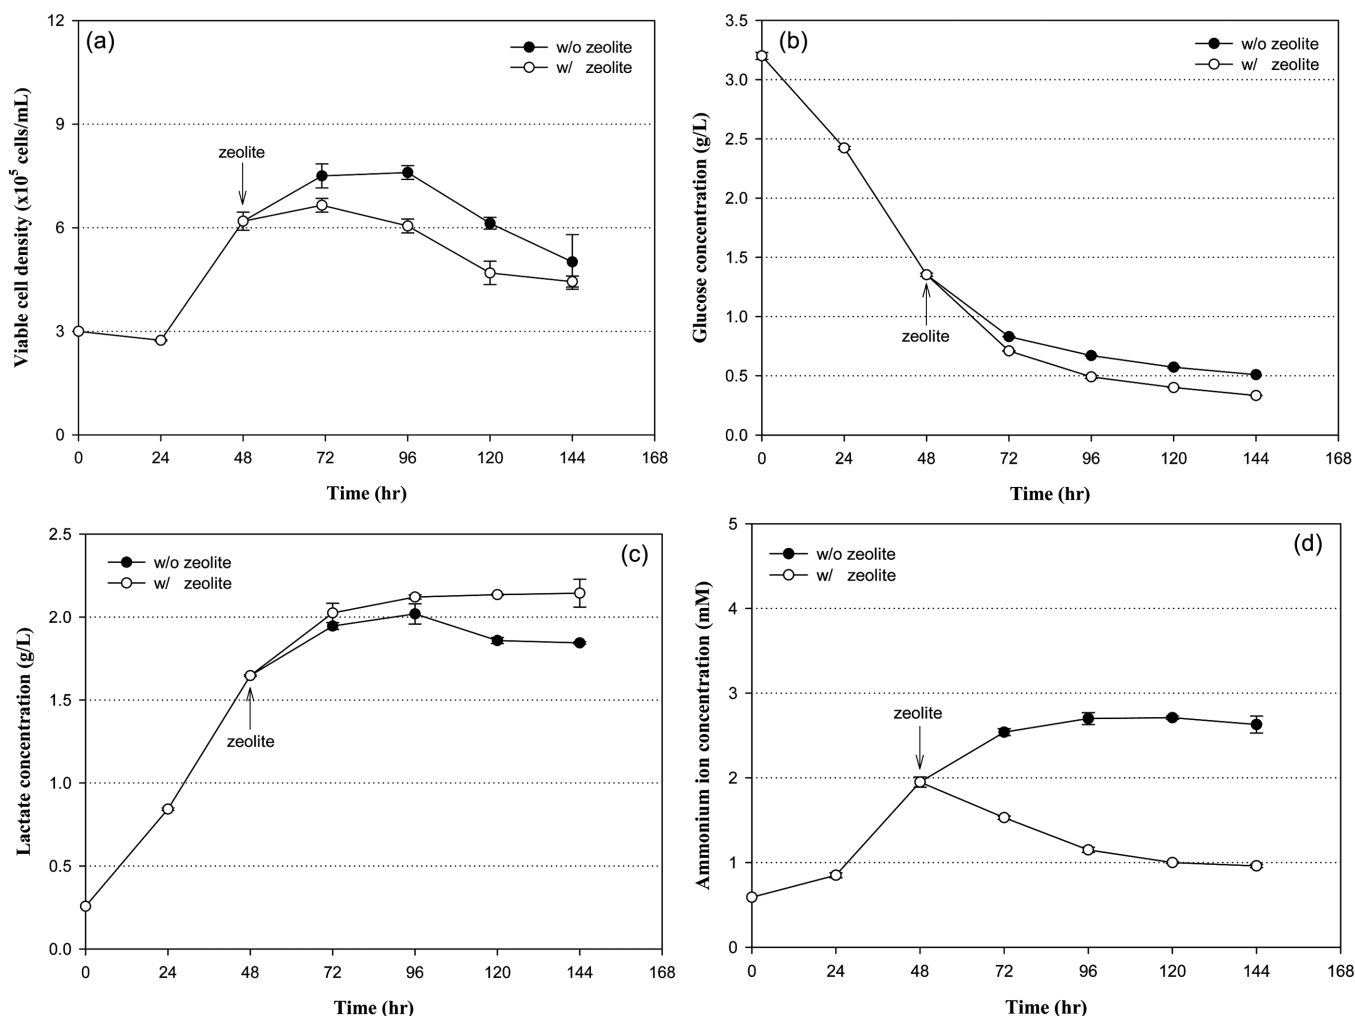 (a)
w/o zeolite
w/ zeolite
zeolite
Viable cell density (x10⁵ cells/mL)
12
9
6
3
0
0 24 48 72 96 120 144 168
Time (hr)
(b)
w/o zeolite
w/ zeolite
zeolite
Glucose concentration (g/L)
3.5
3.0
2.5
2.0
1.5
1.0
0.5
0.0
0 24 48 72 96 120 144 168
Time (hr)
(c)
w/o zeolite
w/ zeolite
zeolite
Lactate concentration (g/L)
2.5
2.0
1.5
1.0
0.5
0.0
0 24 48 72 96 120 144 168
Time (hr)
(d)
w/o zeolite
w/ zeolite
zeolite
Ammonium ion concentration (mM)
5
4
3
2
1
0
0 24 48 72 96 120 144 168
Time (hr)